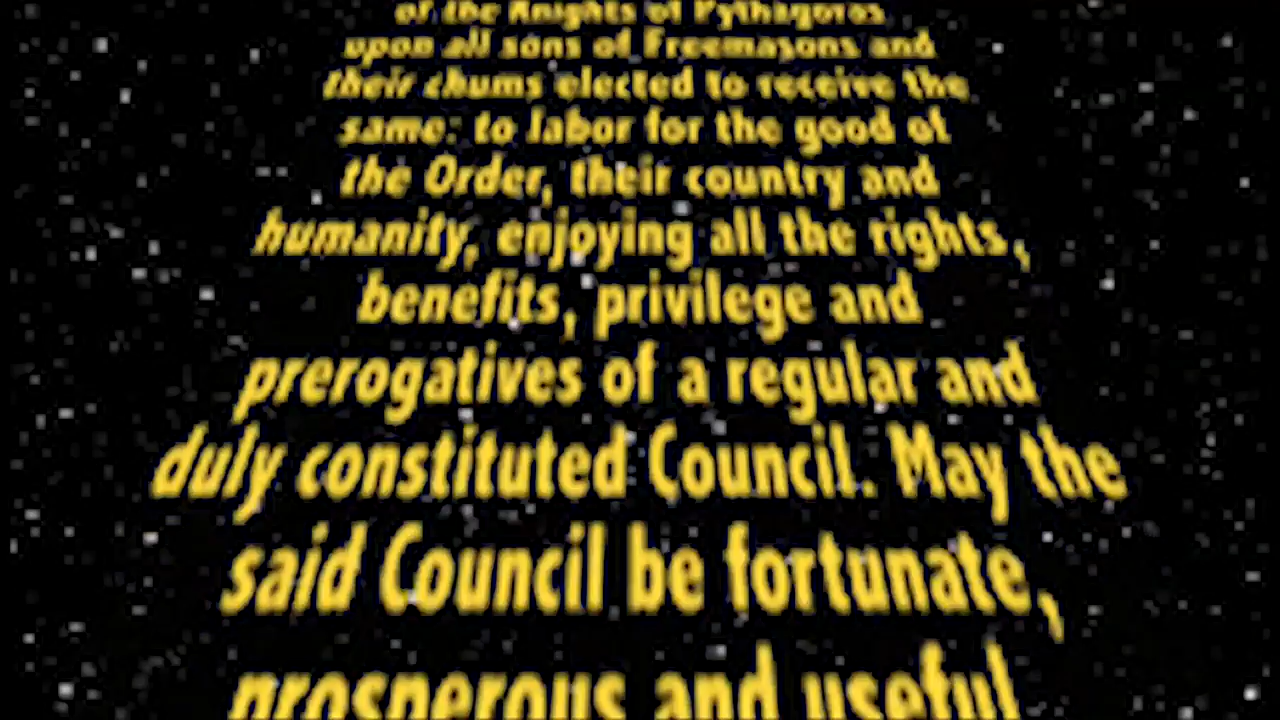 of the Knights of Pythagoras
upon all sons of Freemasons and
their chums elected to receive the
same: to labor for the good of
the Order, their country and
humanity, enjoying all the rights,
benefits, privilege and
prerogatives of a regular and
duly constituted Council. May the
said Council be fortunate,
prosperous and useful